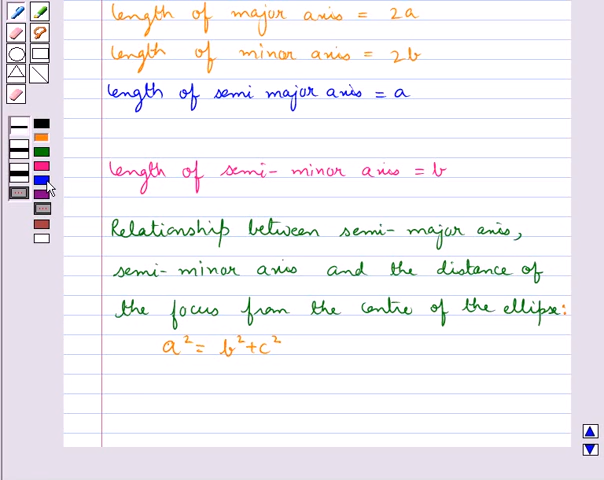 length of major axis = 2a
length of minor axis = 2b
length of semi major axis = a
length of semi-minor axis = b
Relationship between semi-major axis,
semi-minor axis and the distance of
the focus from the centre of the ellipse:
a² = b² + c²